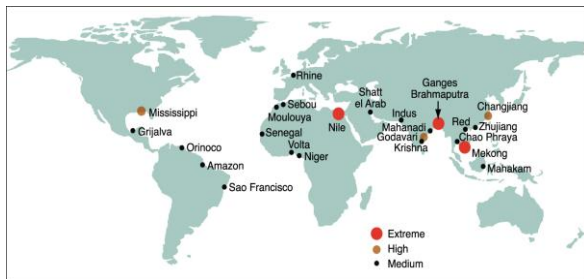 Rhine
Ganges
Brahmaputra
Shatt
el Arab
Changjiang
Mississippi
Sebou
Moulouya
Indus
Red
Zhujiang
Grijalva
Senegal
Nile
Mahanadi
Godavari
Chao Phraya
Krishna
Orinoco
Volta
Niger
Mekong
Amazon
Mahakam
Sao Francisco
Extreme
High
Medium